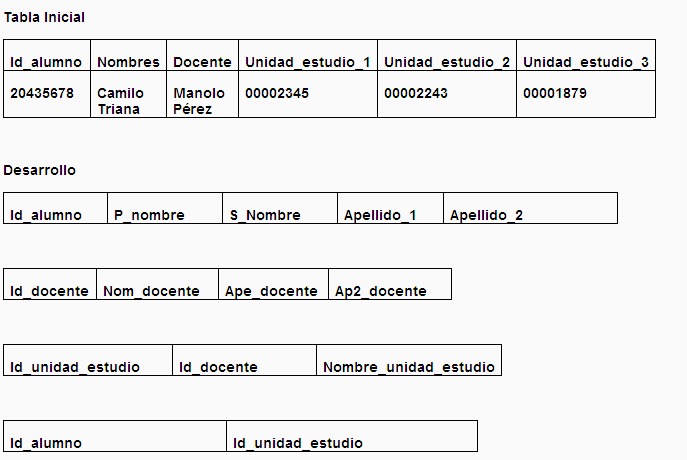 Tabla Inicial
Id_alumno Nombres Docente Unidad_estudio_1 Unidad_estudio_2 Unidad_estudio_3
20435678 Camilo Manolo 00002345 00002243 00001879
Triana Pérez
Desarrollo
Id_alumno P_nombre S_Nombre Apellido_1 Apellido_2
Id_docente Nom_docente Ape_docente Ap2_docente
Id_unidad_estudio Id_docente Nombre_unidad_estudio
Id_alumno Id_unidad_estudio